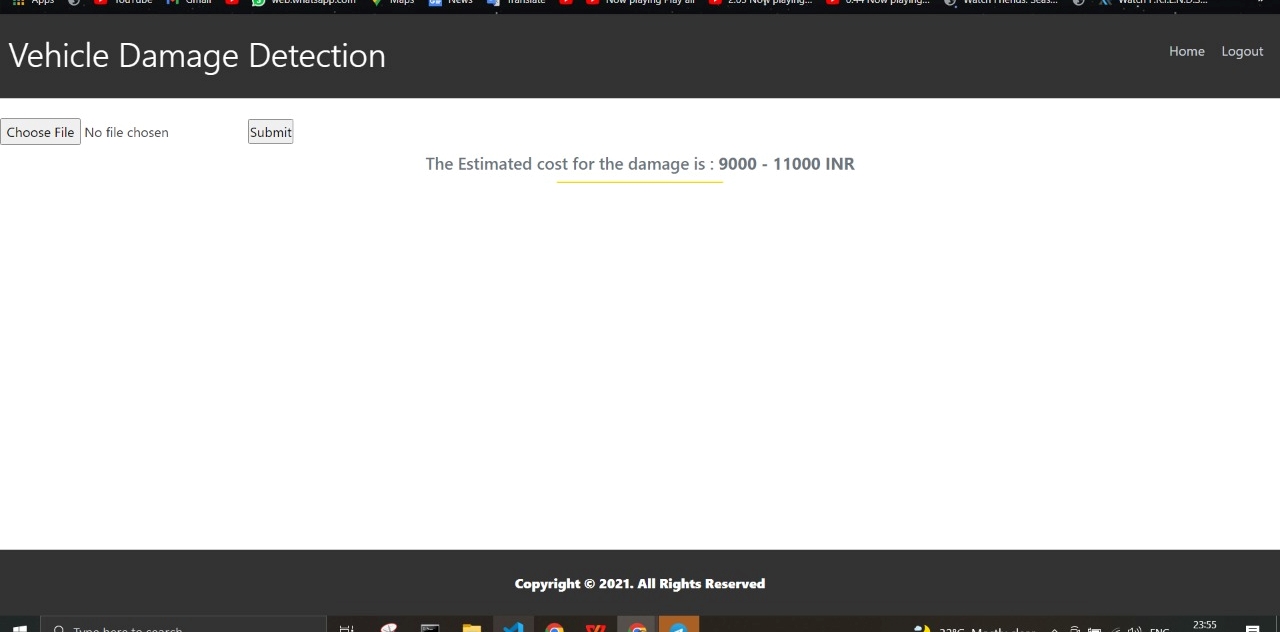 Apps YouTube Gmail web.whatsapp.com Maps News Translate Now playing Play all 2:05 Now playing... 0:44 Now playing... Watch Friends: Seas... Watch F.R.I.E.N.D.S...
Vehicle Damage Detection
Home Logout
Choose File No file chosen Submit
The Estimated cost for the damage is : 9000 - 11000 INR
Copyright © 2021. All Rights Reserved
Type here to search
Mostly clear ENG 23:55